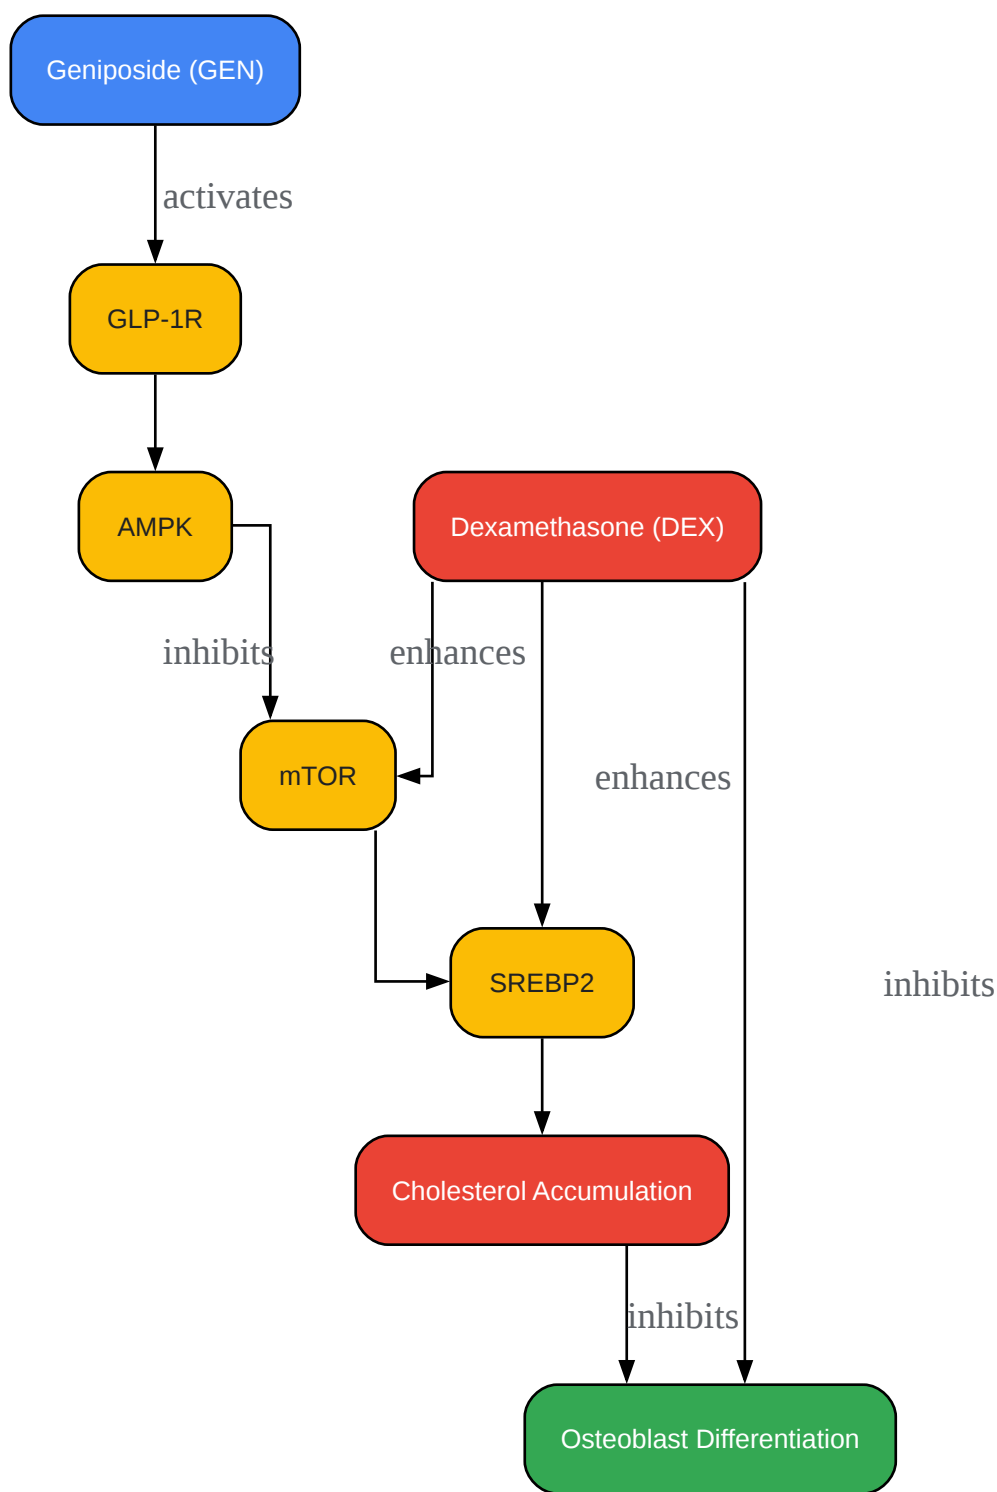 Geniposide (GEN)
activates
GLP-1R
AMPK
Dexamethasone (DEX)
inhibits
enhances
mTOR
enhances
SREBP2
inhibits
Cholesterol Accumulation
inhibits
Osteoblast Differentiation